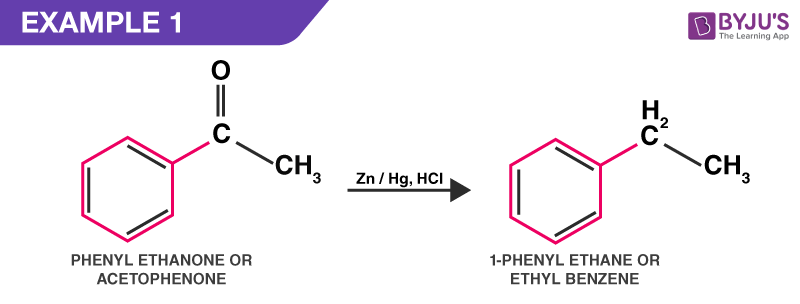 EXAMPLE 1
BYJU'S
The Learning App
O
C
CH3
PHENYL ETHANONE OR
ACETOPHENONE
Zn / Hg, HCl
H2
C
CH3
1-PHENYL ETHANE OR
ETHYL BENZENE